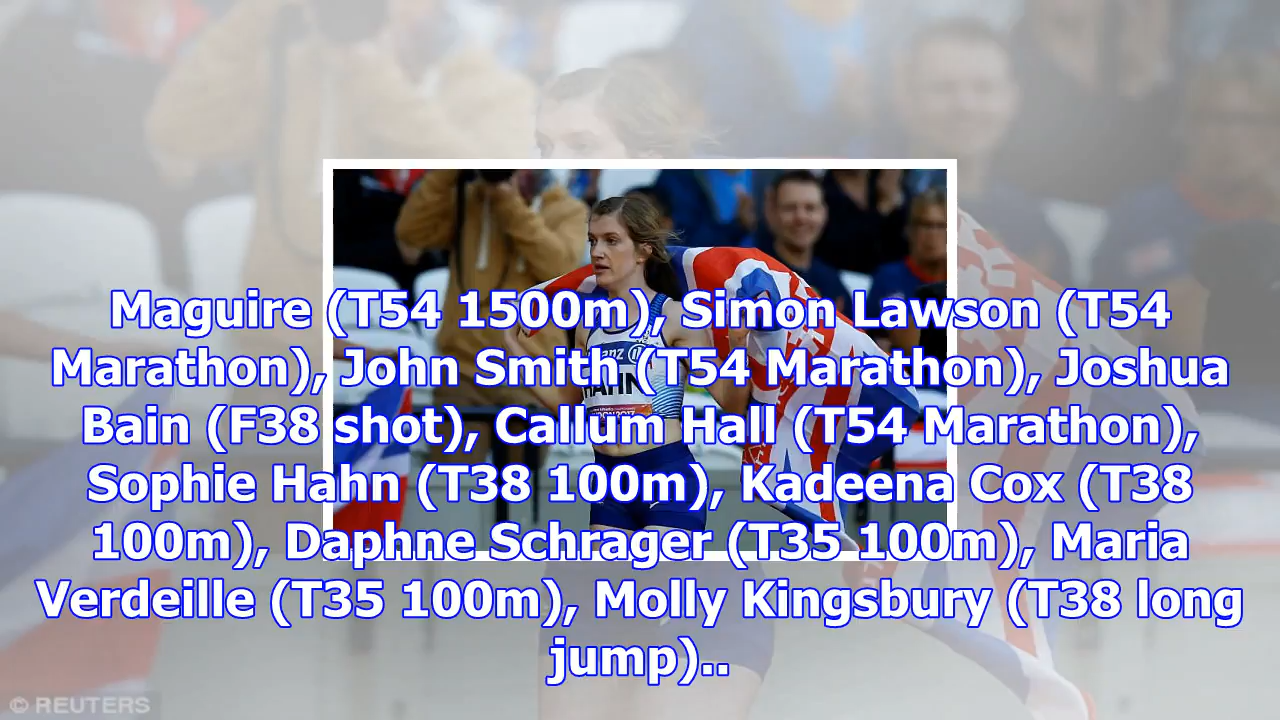 Maguire (T54 1500m), Simon Lawson (T54
Marathon), John Smith (T54 Marathon), Joshua
Bain (F38 shot), Callum Hall (T54 Marathon),
Sophie Hahn (T38 100m), Kadeena Cox (T38
100m), Daphne Schrager (T35 100m), Maria
Verdeille (T35 100m), Molly Kingsbury (T38 long
jump)..
HAHN
© REUTERS